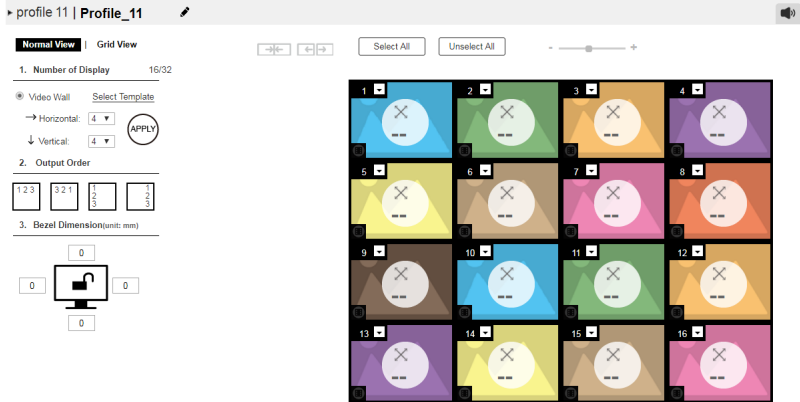 profile 11 | Profile_11
Normal View | Grid View
Select All
Unselect All
- +
1. Number of Display 16/32
Video Wall Select Template
Horizontal: 4
Vertical: 4
APPLY
2. Output Order
1 2 3
3 2 1
1
2
3
1
2
3
3. Bezel Dimension(unit: mm)
0
0
0
0
1 2 3 4
-- -- -- --
5 6 7 8
-- -- -- --
9 10 11 12
-- -- -- --
13 14 15 16
-- -- -- --